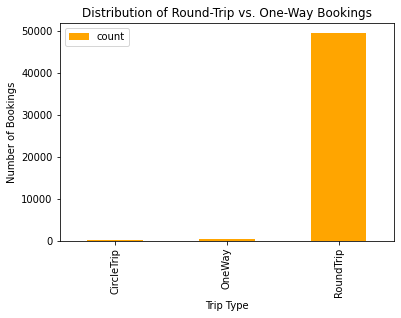 Distribution of Round-Trip vs. One-Way Bookings
count
50000
40000
30000
20000
10000
0
Number of Bookings
CircleTrip
OneWay
RoundTrip
Trip Type